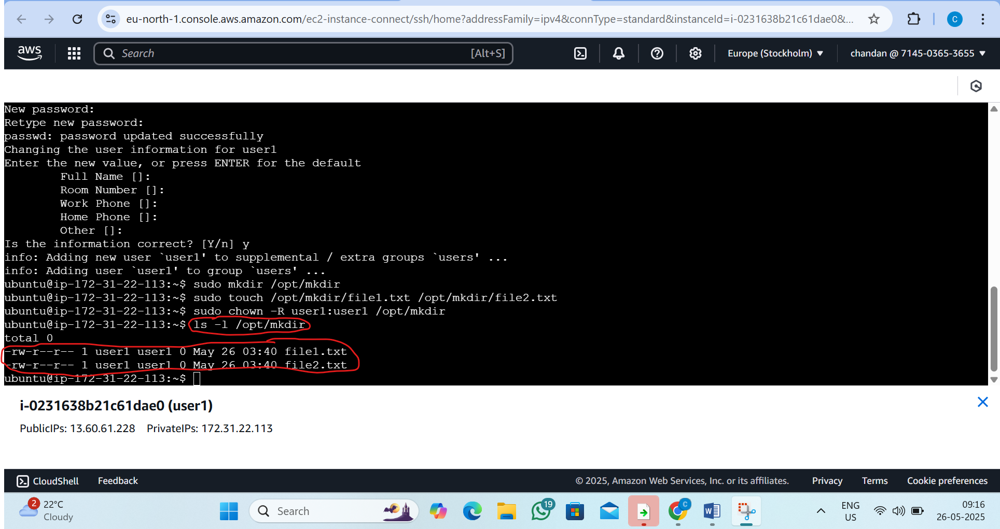 eu-north-1.console.aws.amazon.com/ec2-instance-connect/ssh/home?addressFamily=ipv4&connType=standard&instanceId=i-0231638b21c61dae0&...
C
aws
Search [Alt+S]
Europe (Stockholm)
chandan @ 7145-0365-3655
New password:
Retype new password:
passwd: password updated successfully
Changing the user information for user1
Enter the new value, or press ENTER for the default
Full Name []:
Room Number []:
Work Phone []:
Home Phone []:
Other []:
Is the information correct? [Y/n] y
info: Adding new user `user1' to supplemental / extra groups `users' ...
info: Adding user `user1' to group `users' ...
ubuntu@ip-172-31-22-113:~$ sudo mkdir /opt/mkdir
ubuntu@ip-172-31-22-113:~$ sudo touch /opt/mkdir/file1.txt /opt/mkdir/file2.txt
ubuntu@ip-172-31-22-113:~$ sudo chown -R user1:user1 /opt/mkdir
ubuntu@ip-172-31-22-113:~$ ls -l /opt/mkdir
total 0
-rw-r--r-- 1 user1 user1 0 May 26 03:40 file1.txt
-rw-r--r-- 1 user1 user1 0 May 26 03:40 file2.txt
ubuntu@ip-172-31-22-113:~$
i-0231638b21c61dae0 (user1)
PublicIPs: 13.60.61.228 PrivateIPs: 172.31.22.113
CloudShell Feedback © 2025, Amazon Web Services, Inc. or its affiliates. Privacy Terms Cookie preferences
2
22°C
Cloudy
Search
19
C
W
ENG
US
09:16
26-05-2025